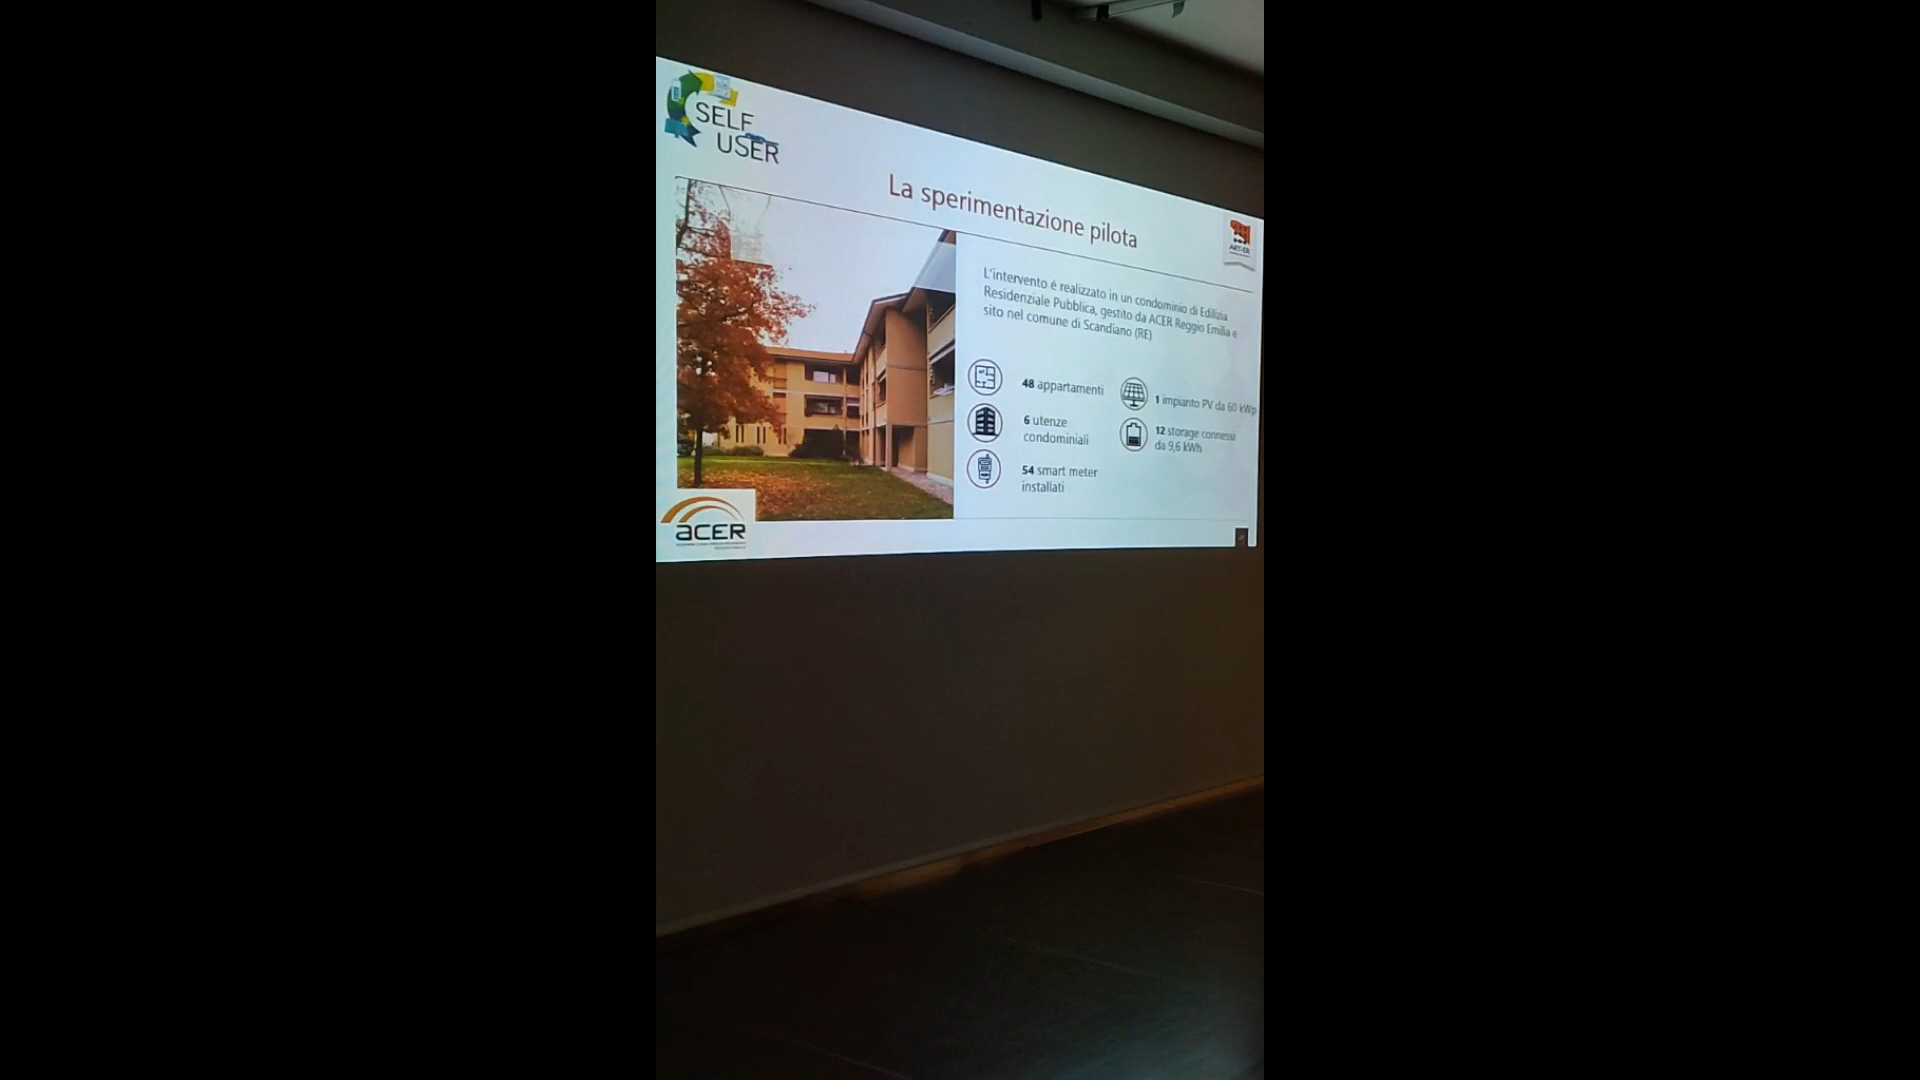 SELF
USER
La sperimentazione pilota
ART-ER
L'intervento è realizzato in un condominio di Edilizia
Residenziale Pubblica, gestito da ACER Reggio Emilia e
sito nel comune di Scandiano (RE)
48 appartamenti
6 utenze
condominiali
54 smart meter
installati
1 impianto PV da 60 kWp
12 storage connessi
da 9,6 kWh
acer